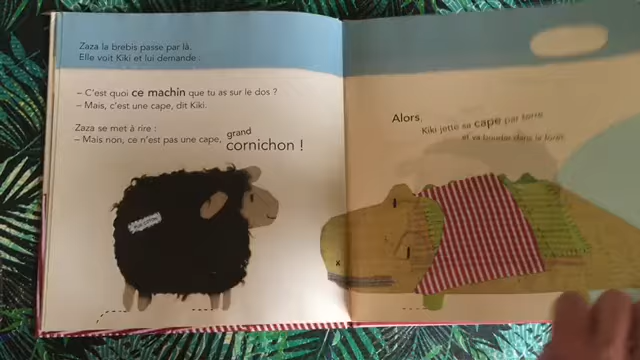 Zaza la brebis passe par là.
Elle voit Kiki et lui demande :
– C'est quoi ce machin que tu as sur le dos ?
– Mais, c'est une cape, dit Kiki.
Zaza se met à rire :
– Mais non, ce n'est pas une cape, grand
cornichon !
Alors,
Kiki jette sa cape par terre
et va bouder dans la forêt.